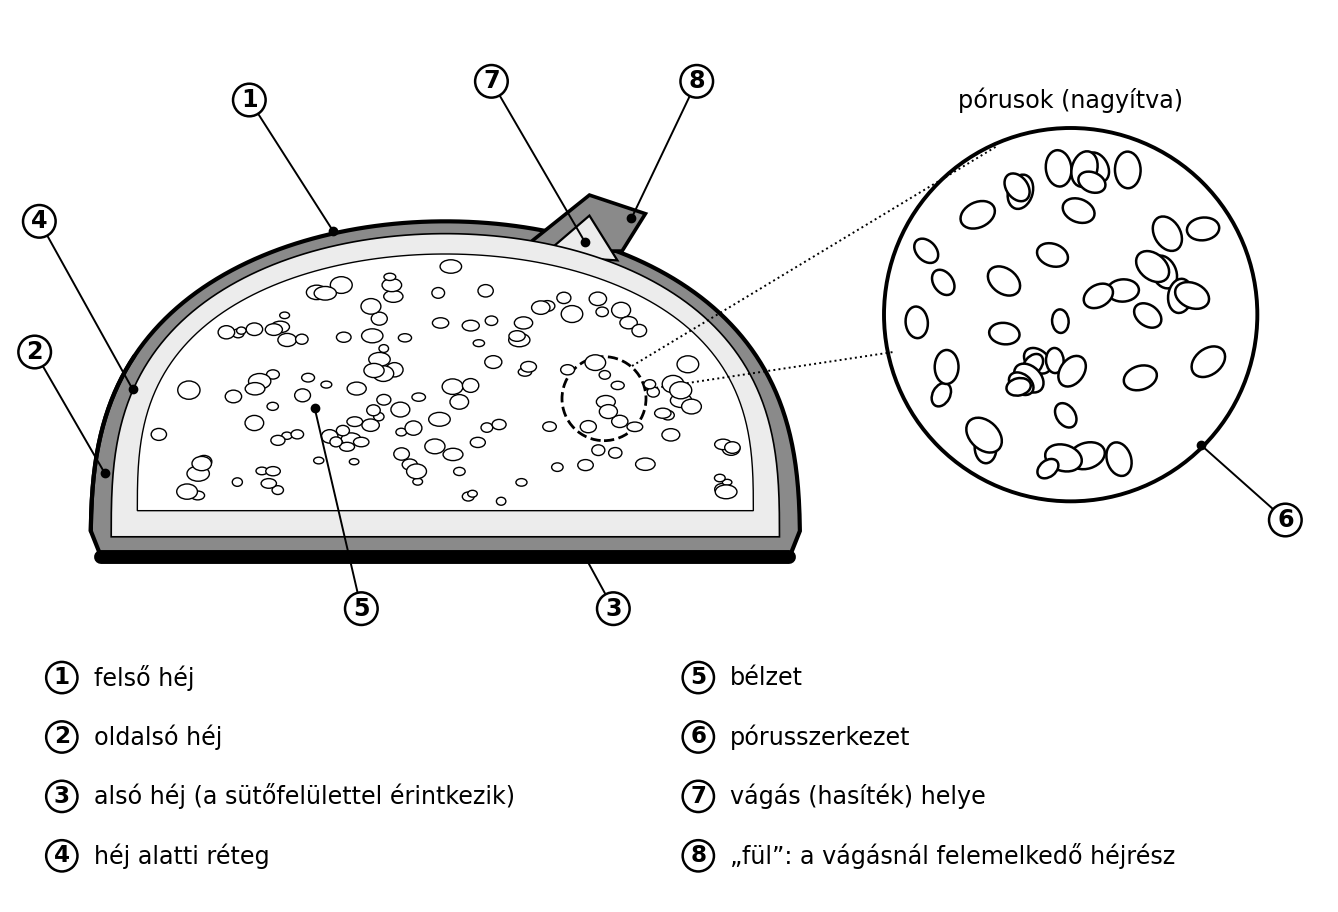 7
8
1
pórusok (nagyítva)
4
2
6
5
3
1 felső héj
2 oldalsó héj
3 alsó héj (a sütőfelülettel érintkezik)
4 héj alatti réteg
5 bélzet
6 pórusszerkezet
7 vágás (hasíték) helye
8 „fül”: a vágásnál felemelkedő héjrész